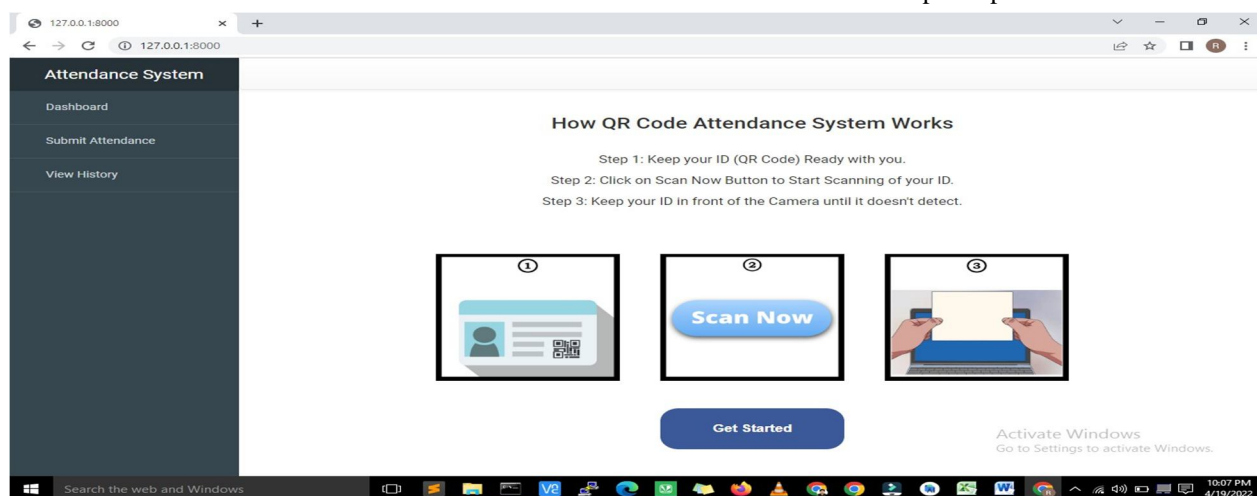 127.0.0.1:8000
127.0.0.1:8000
R
Attendance System
Dashboard
Submit Attendance
View History
How QR Code Attendance System Works
Step 1: Keep your ID (QR Code) Ready with you.
Step 2: Click on Scan Now Button to Start Scanning of your ID.
Step 3: Keep your ID in front of the Camera until it doesn't detect.
1
2
3
Scan Now
Get Started
Activate Windows
Go to Settings to activate Windows.
Search the web and Windows
10:07 PM